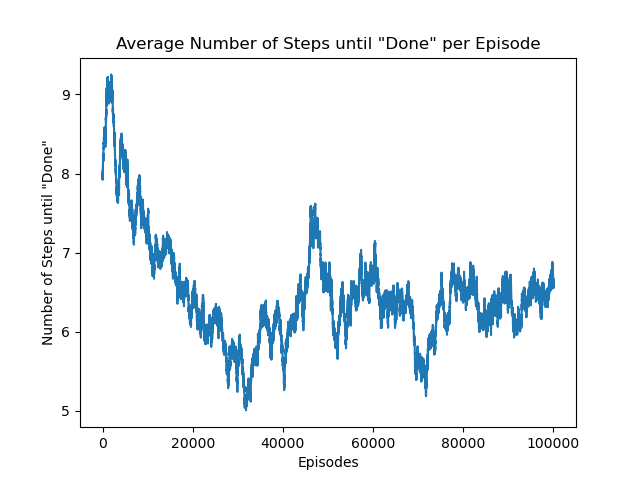 Average Number of Steps until "Done" per Episode
Number of Steps until "Done"
9
8
7
6
5
0 20000 40000 60000 80000 100000
Episodes